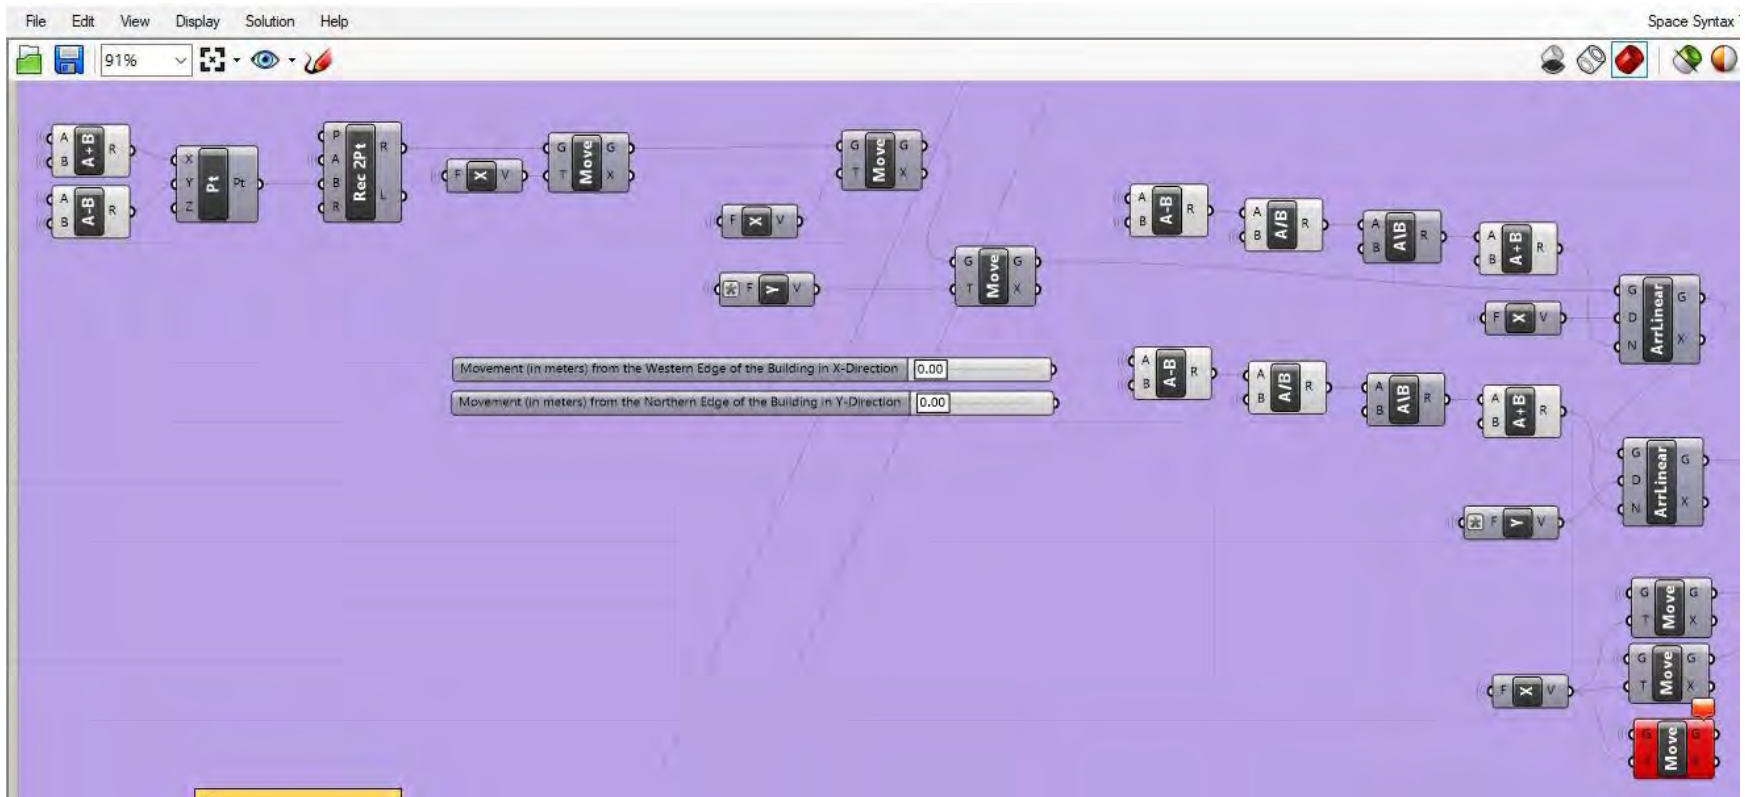 File Edit View Display Solution Help
Space Syntax
91%
A B A+B R
A B A-B R
X Y Z Pt Pt
P A B R Rec 2Pt R L
F X V
G T Move G X
G T Move G X
F X V
F Y V
G T Move G X
A B A-B R
A B A/B R
A B A\B R
A B A+B R
F X V
G D N ArrLinear G X
Movement (in meters) from the Western Edge of the Building in X-Direction 0.00
Movement (in meters) from the Northern Edge of the Building in Y-Direction 0.00
A B A-B R
A B A/B R
A B A\B R
A B A+B R
G D N ArrLinear G X
F Y V
G T Move G X
G T Move G X
F X V
G Move G